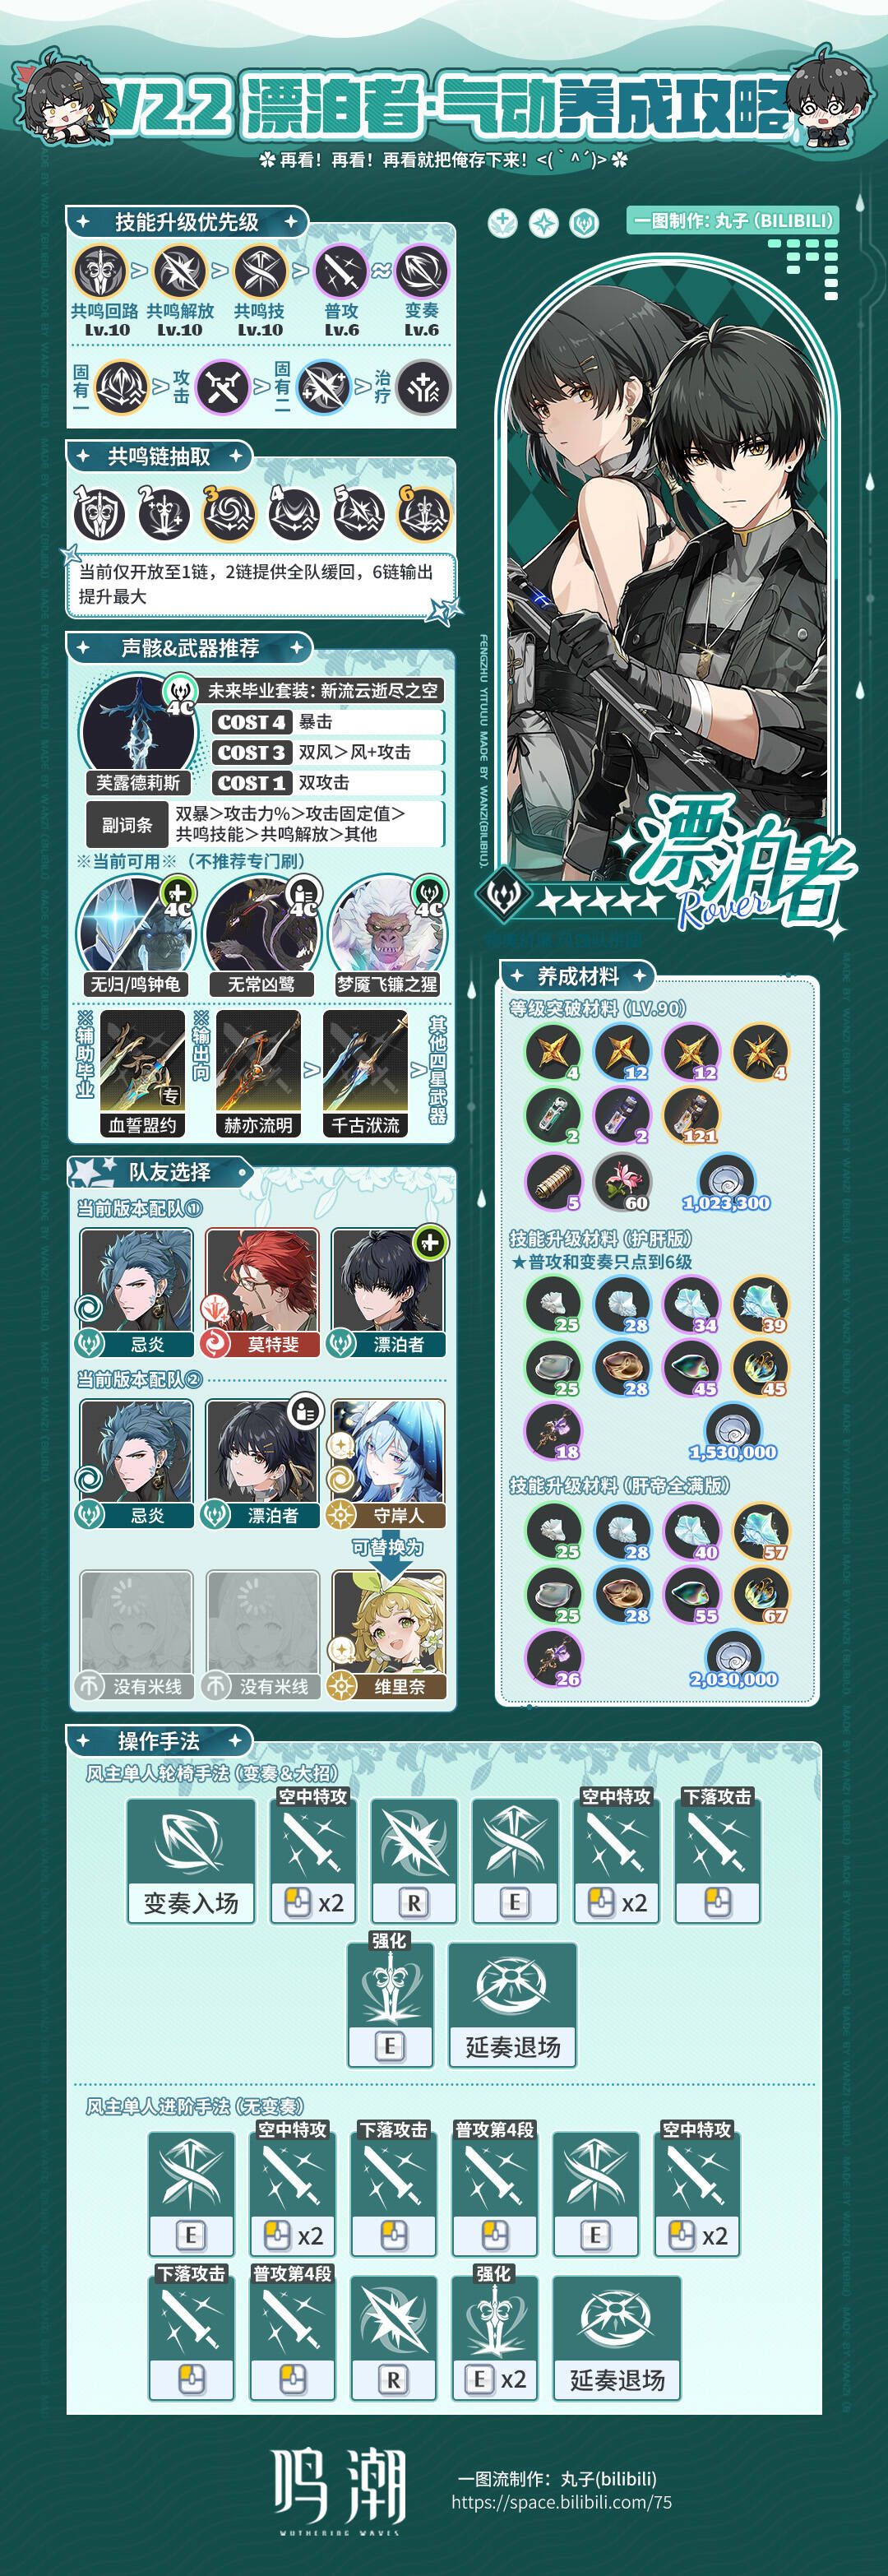 V2.2 漂泊者·气动养成攻略
再看！再看！再看就把俺存下来！<(｀^´)>
技能升级优先级
共鸣回路 > 共鸣解放 > 共鸣技 > 普攻 ≈ 变奏
Lv.10 Lv.10 Lv.10 Lv.6 Lv.6
固有一 > 攻击 > 固有二 > 治疗
共鸣链抽取
1 2 3 4 5 6
当前仅开放至1链，2链提供全队缓回，6链输出
提升最大
声骸&武器推荐
4C
未来毕业套装：新流云逝尽之空
COST 4 暴击
COST 3 双风>风+攻击
COST 1 双攻击
芙露德莉斯
副词条
双暴>攻击力%>攻击固定值>
共鸣技能>共鸣解放>其他
※当前可用※（不推荐专门刷）
4C 4C 4C
无归/鸣钟龟 无常凶鹭 梦魇飞镰之猩
※辅助毕业
专
血誓盟约
※输出向
赫亦流明 > 千古洑流 > 其他四星武器
队友选择
当前版本配队①
忌炎 莫特斐 漂泊者
当前版本配队②
忌炎 漂泊者 守岸人
可替换为
没有米线 没有米线 维里奈
一图制作：丸子（BILIBILI）
FENGZHU YITUUU MADE BY WANZI(BILIBILI).
漂泊者
Rover
养成材料
等级突破材料（LV.90）
4 12 12 4
2 2 121
5 60 1,023,300
技能升级材料（护肝版）
★普攻和变奏只点到6级
25 28 34 39
25 28 45 45
18 1,530,000
技能升级材料（肝帝全满版）
25 28 40 57
25 28 55 67
26 2,030,000
操作手法
风主单人轮椅手法（变奏＆大招）
空中特攻 空中特攻 下落攻击
变奏入场 x2 R E x2
强化
E 延奏退场
风主单人进阶手法（无变奏）
空中特攻 下落攻击 普攻第4段 空中特攻
E x2 E x2
下落攻击 普攻第4段 强化
R E x2 延奏退场
鸣潮
WUTHERING WAVES
一图流制作：丸子(bilibili)
https://space.bilibili.com/75